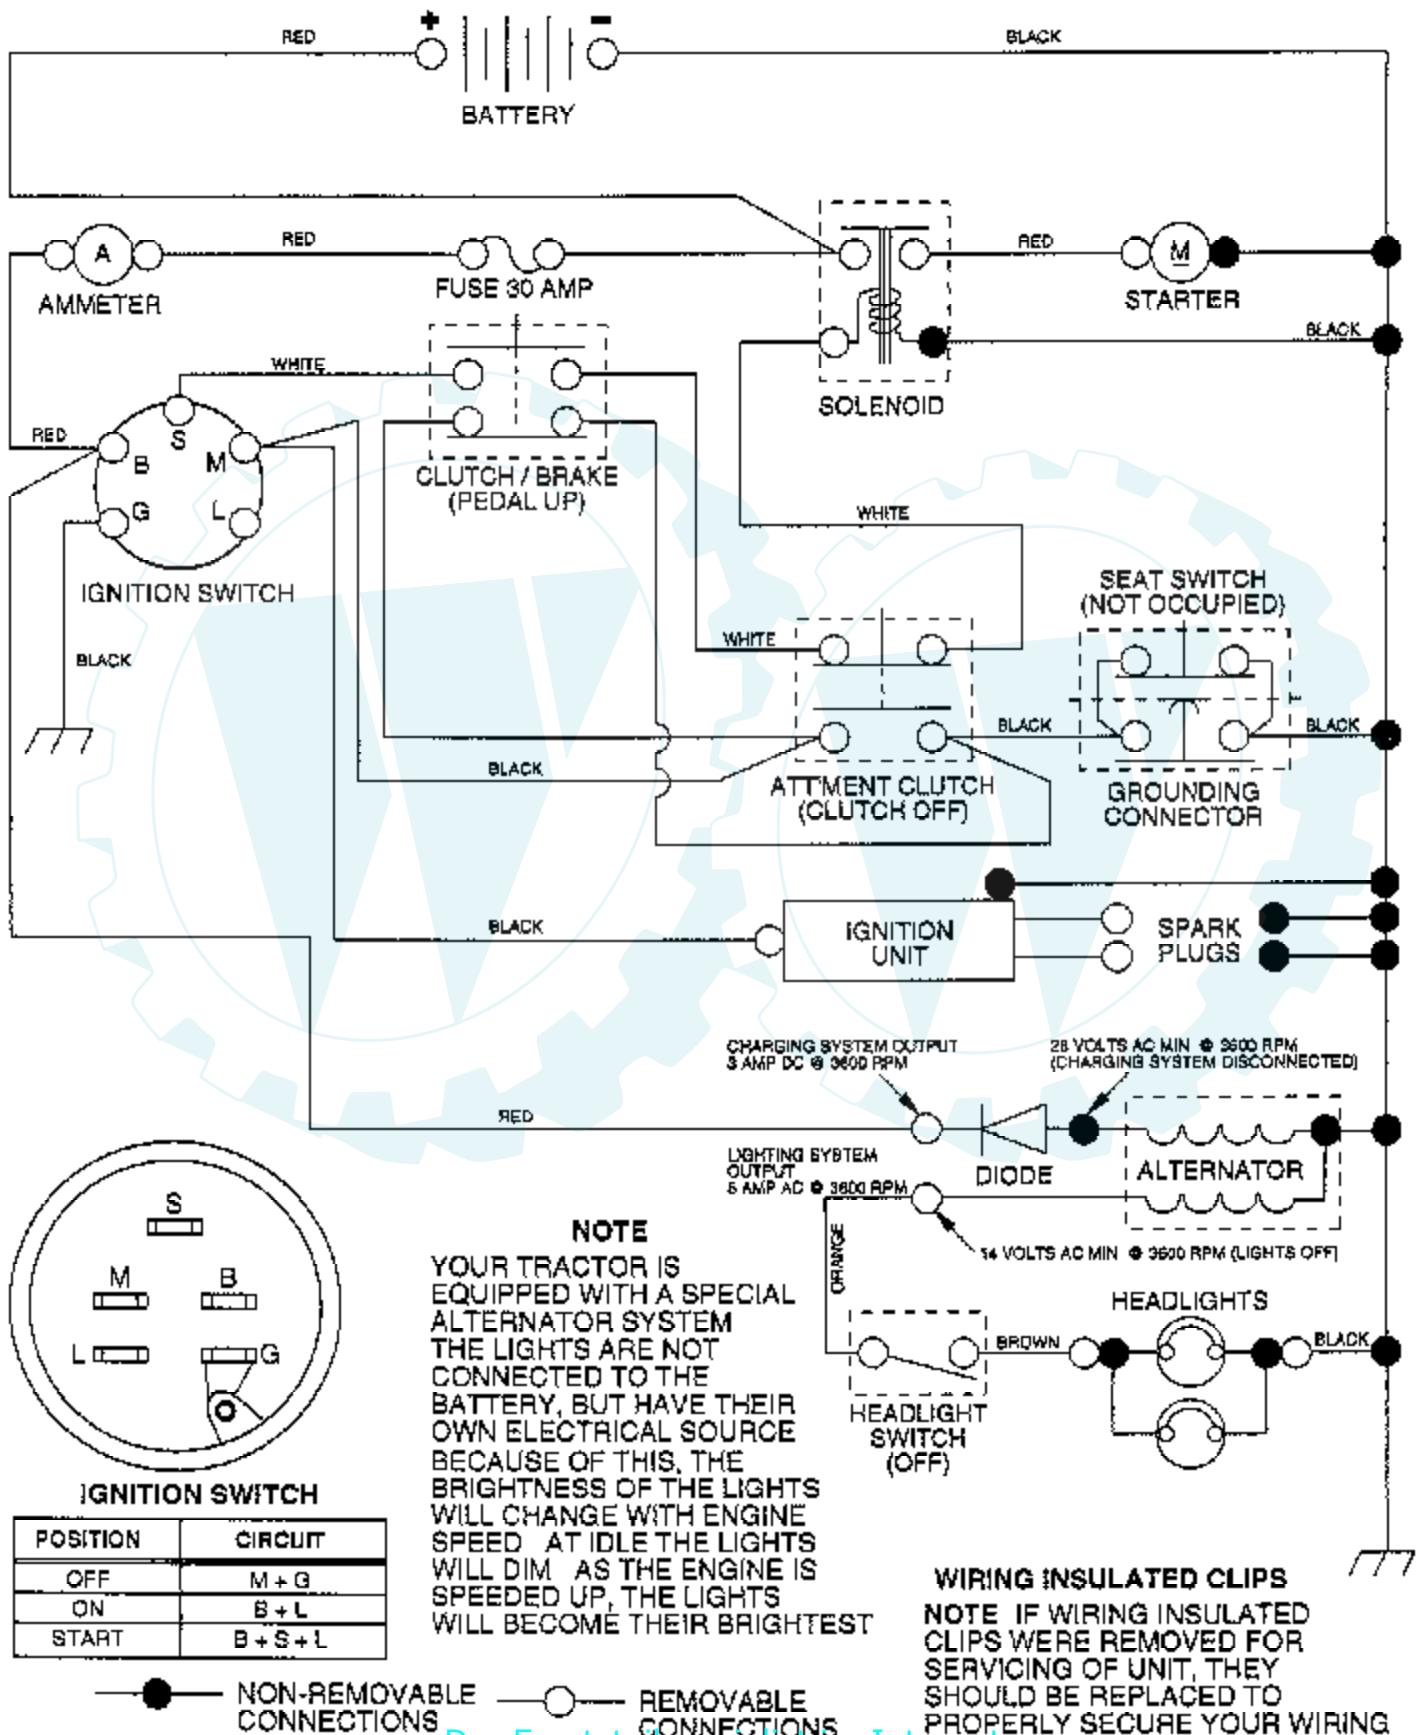 + −
RED
BLACK
BATTERY
A
RED
RED
M
AMMETER
FUSE 30 AMP
STARTER
BLACK
WHITE
SOLENOID
RED
S
B
M
G
L
CLUTCH / BRAKE
(PEDAL UP)
WHITE
IGNITION SWITCH
SEAT SWITCH
(NOT OCCUPIED)
BLACK
WHITE
BLACK
BLACK
BLACK
ATT'MENT CLUTCH
(CLUTCH OFF)
GROUNDING
CONNECTOR
BLACK
IGNITION
UNIT
SPARK
PLUGS
CHARGING SYSTEM OUTPUT
3 AMP DC @ 3600 RPM
28 VOLTS AC MIN @ 3600 RPM
(CHARGING SYSTEM DISCONNECTED)
RED
DIODE
ALTERNATOR
LIGHTING SYSTEM
OUTPUT
5 AMP AC @ 3600 RPM
14 VOLTS AC MIN @ 3600 RPM (LIGHTS OFF)
ORANGE
HEADLIGHTS
BROWN
BLACK
HEADLIGHT
SWITCH
(OFF)
S
M
B
L
G
IGNITION SWITCH
POSITION CIRCUIT
OFF M + G
ON B + L
START B + S + L
NOTE
YOUR TRACTOR IS
EQUIPPED WITH A SPECIAL
ALTERNATOR SYSTEM
THE LIGHTS ARE NOT
CONNECTED TO THE
BATTERY, BUT HAVE THEIR
OWN ELECTRICAL SOURCE
BECAUSE OF THIS, THE
BRIGHTNESS OF THE LIGHTS
WILL CHANGE WITH ENGINE
SPEED AT IDLE THE LIGHTS
WILL DIM AS THE ENGINE IS
SPEEDED UP, THE LIGHTS
WILL BECOME THEIR BRIGHTEST
WIRING INSULATED CLIPS
NOTE IF WIRING INSULATED
CLIPS WERE REMOVED FOR
SERVICING OF UNIT, THEY
SHOULD BE REPLACED TO
PROPERLY SECURE YOUR WIRING
NON-REMOVABLE
CONNECTIONS
REMOVABLE
CONNECTIONS